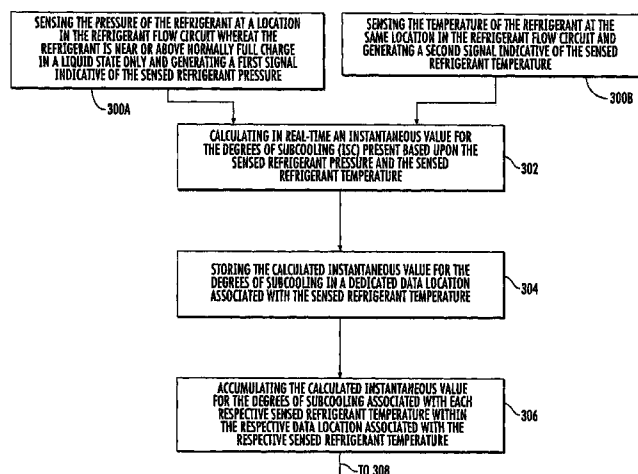 SENSING THE PRESSURE OF THE REFRIGERANT AT A LOCATION
IN THE REFRIGERANT FLOW CIRCUIT WHEREAT THE
REFRIGERANT IS NEAR OR ABOVE NORMALLY FULL CHARGE
IN A LIQUID STATE ONLY AND GENERATING A FIRST SIGNAL
INDICATIVE OF THE SENSED REFRIGERANT PRESSURE
300A
SENSING THE TEMPERATURE OF THE REFRIGERANT AT THE
SAME LOCATION IN THE REFRIGERANT FLOW CIRCUIT AND
GENERATING A SECOND SIGNAL INDICATIVE OF THE SENSED
REFRIGERANT TEMPERATURE
300B
CALCULATING IN REAL-TIME AN INSTANTANEOUS VALUE FOR
THE DEGREES OF SUBCOOLING (ISC) PRESENT BASED UPON THE
SENSED REFRIGERANT PRESSURE AND THE SENSED
REFRIGERANT TEMPERATURE
302
STORING THE CALCULATED INSTANTANEOUS VALUE FOR THE
DEGREES OF SUBCOOLING IN A DEDICATED DATA LOCATION
ASSOCIATED WITH THE SENSED REFRIGERANT TEMPERATURE
304
ACCUMULATING THE CALCULATED INSTANTANEOUS VALUE
FOR THE DEGREES OF SUBCOOLING ASSOCIATED WITH EACH
RESPECTIVE SENSED REFRIGERANT TEMPERATURE WITHIN
THE RESPECTIVE DATA LOCATION ASSOCIATED WITH THE
RESPECTIVE SENSED REFRIGERANT TEMPERATURE
306
TO 308